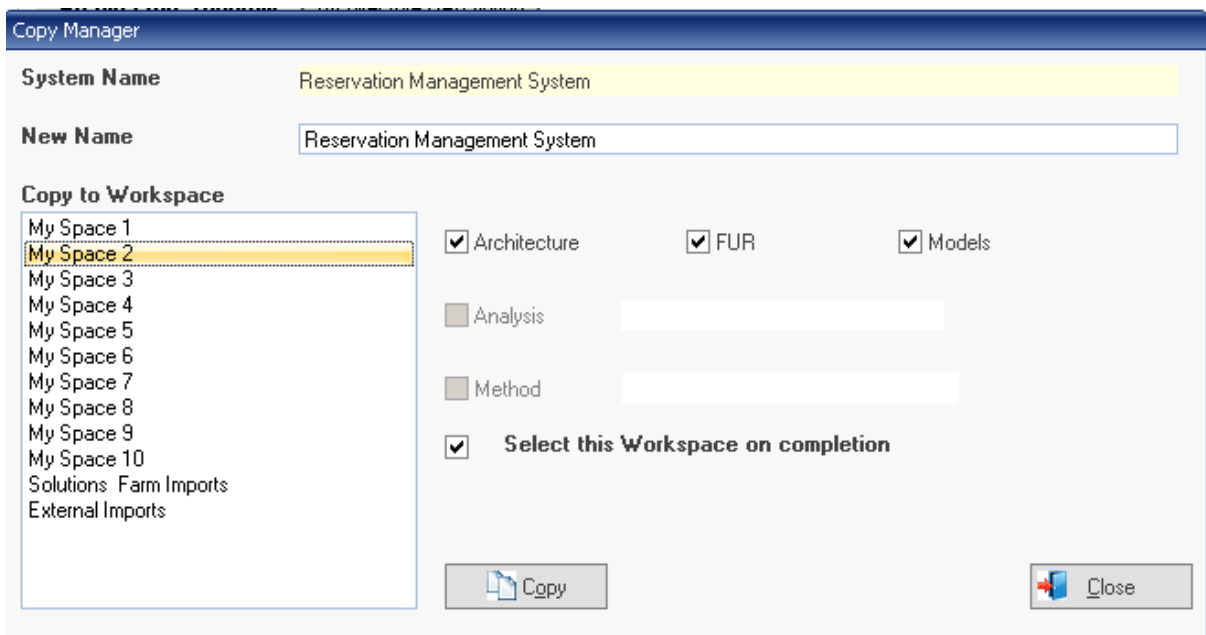 Copy Manager
System Name Reservation Management System
New Name Reservation Management System
Copy to Workspace
My Space 1
My Space 2
My Space 3
My Space 4
My Space 5
My Space 6
My Space 7
My Space 8
My Space 9
My Space 10
Solutions Farm Imports
External Imports
Architecture FUR Models
Analysis
Method
Select this Workspace on completion
Copy Close